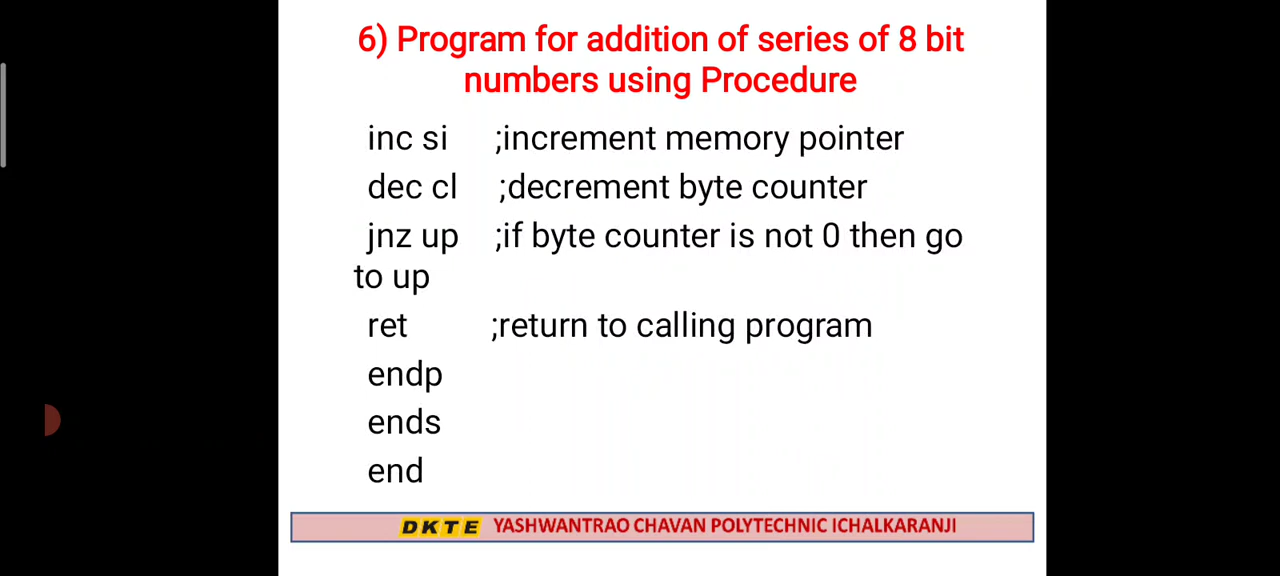 6) Program for addition of series of 8 bit
numbers using Procedure
inc si ;increment memory pointer
dec cl ;decrement byte counter
jnz up ;if byte counter is not 0 then go
to up
ret ;return to calling program
endp
ends
end
DKTE YASHWANTRAO CHAVAN POLYTECHNIC ICHALKARANJI